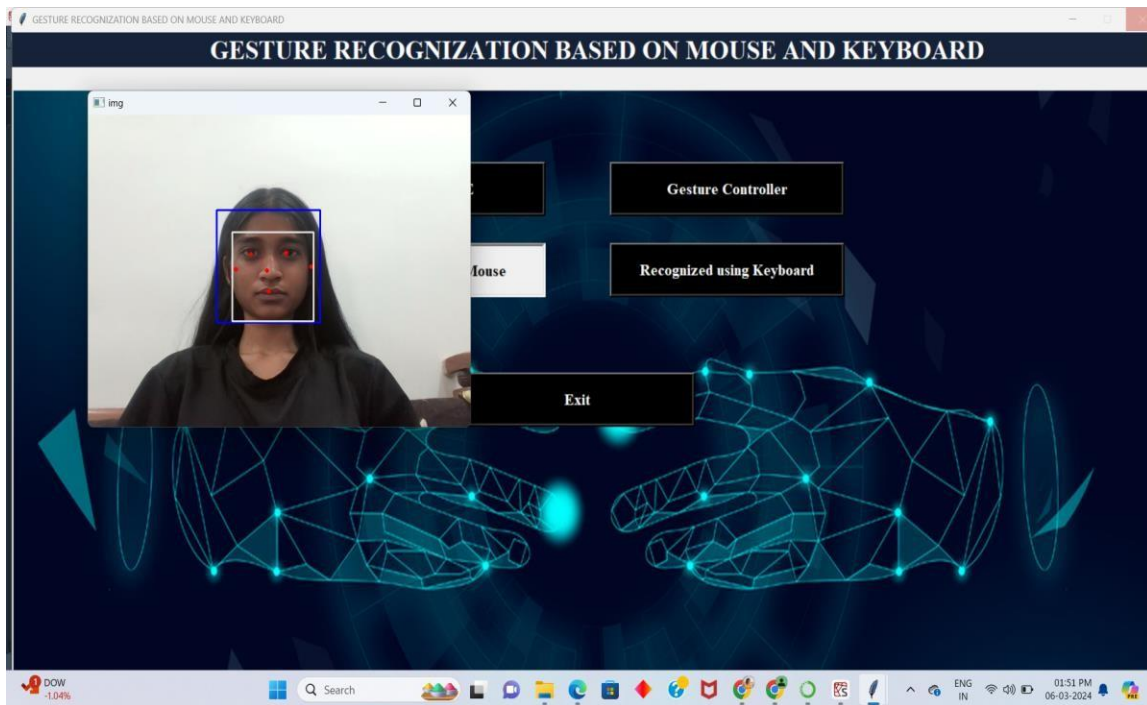 GESTURE RECOGNIZATION BASED ON MOUSE AND KEYBOARD
GESTURE RECOGNIZATION BASED ON MOUSE AND KEYBOARD
img
Gesture Controller
Mouse
Recognized using Keyboard
Exit
DOW
-1.04%
Search
ENG
IN
01:51 PM
06-03-2024